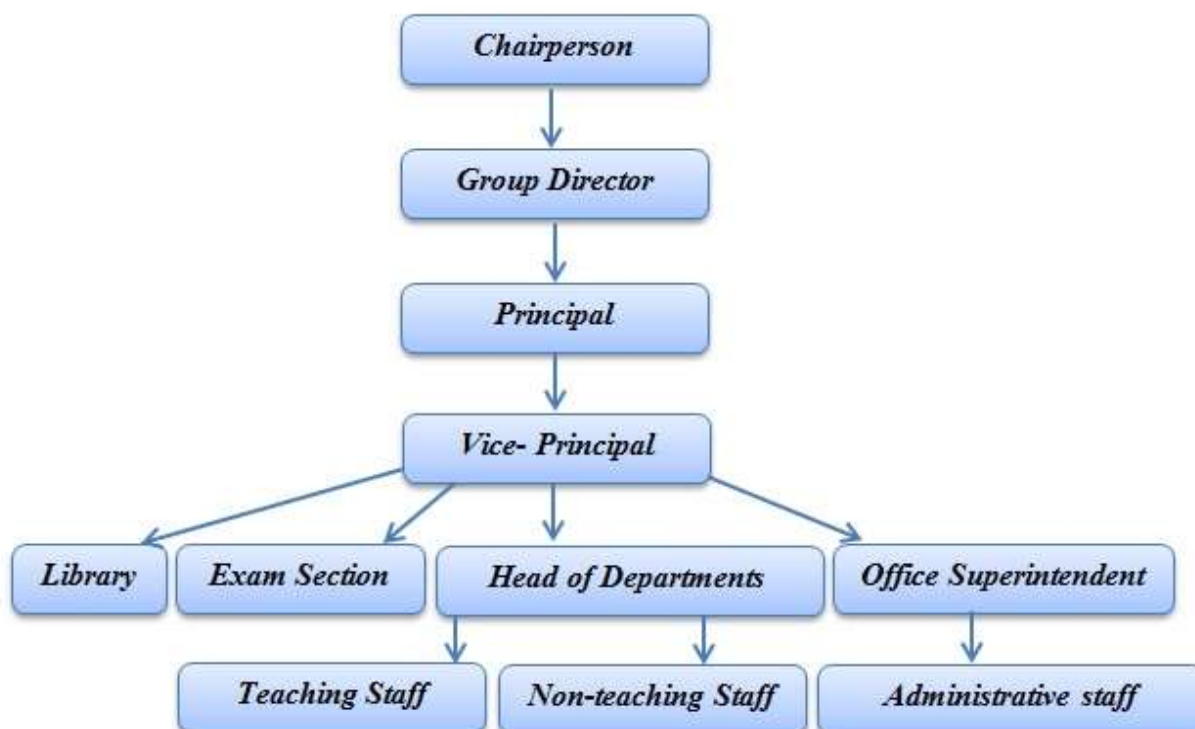 Chairperson
Group Director
Principal
Vice- Principal
Library
Exam Section
Head of Departments
Office Superintendent
Teaching Staff
Non-teaching Staff
Administrative staff